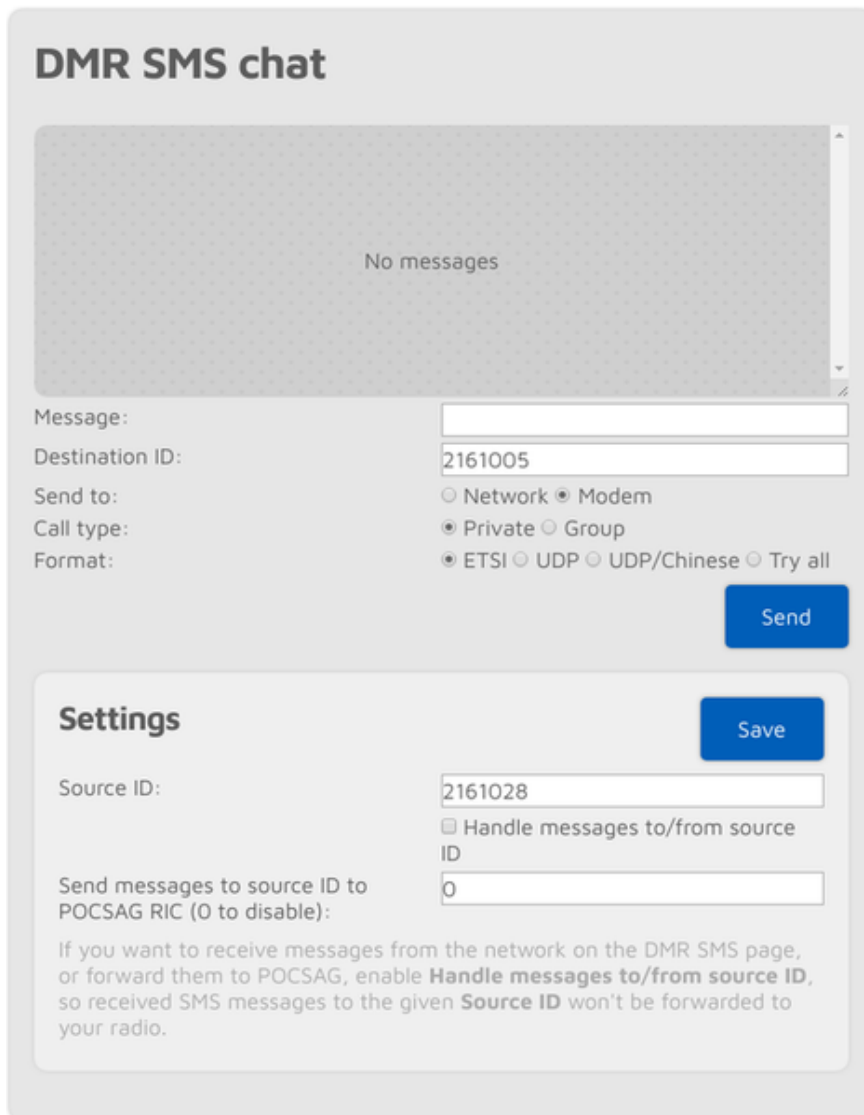 DMR SMS chat
No messages
Message:
Destination ID: 2161005
Send to: Network Modem
Call type: Private Group
Format: ETSI UDP UDP/Chinese Try all
Send
Settings
Save
Source ID: 2161028
Handle messages to/from source
ID
Send messages to source ID to
POCSAG RIC (0 to disable): 0
If you want to receive messages from the network on the DMR SMS page,
or forward them to POCSAG, enable Handle messages to/from source ID,
so received SMS messages to the given Source ID won't be forwarded to
your radio.